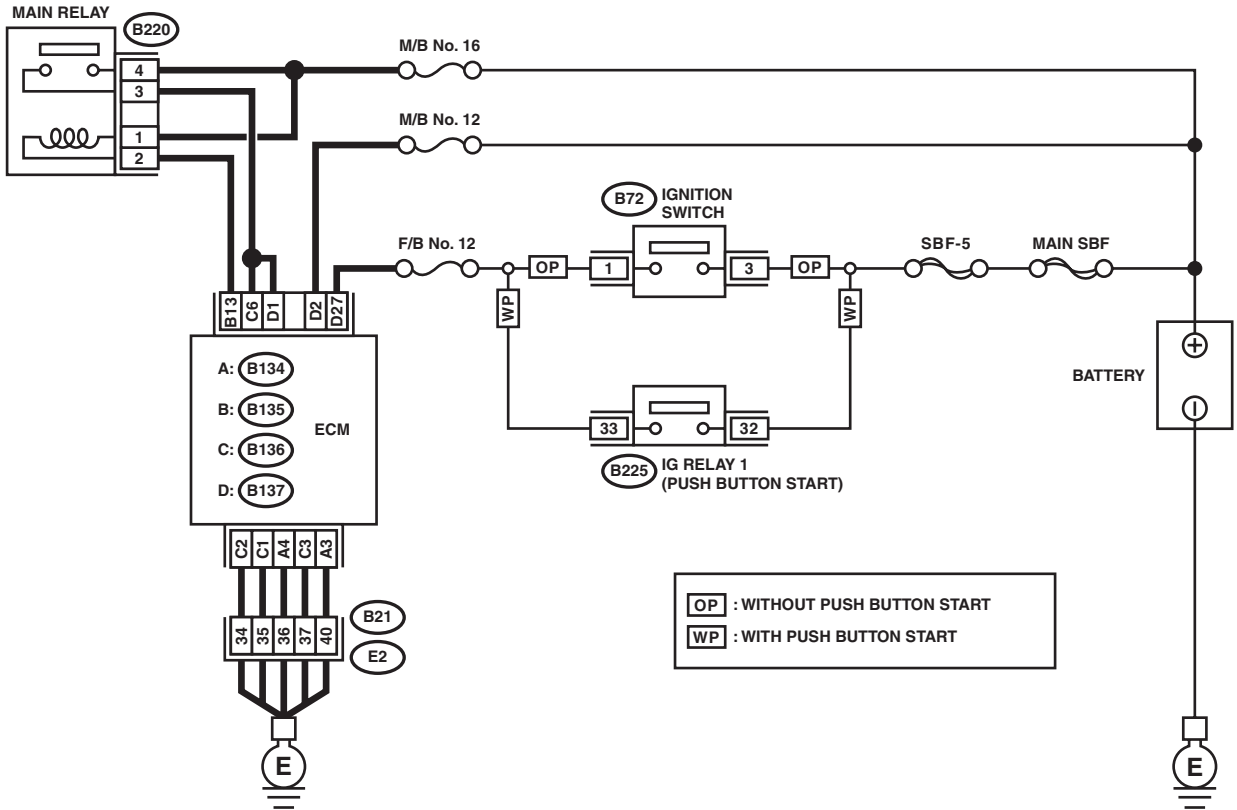 MAIN RELAY
B220
4
3
1
2
M/B No. 16
M/B No. 12
B72
IGNITION
SWITCH
F/B No. 12
OP
1
3
OP
SBF-5
MAIN SBF
WP
WP
B13
C6
D1
D2
D27
A: B134
B: B135
C: B136
D: B137
ECM
33
32
B225
IG RELAY 1
(PUSH BUTTON START)
BATTERY
+
–
C2
C1
A4
C3
A3
34
35
36
37
40
B21
E2
OP : WITHOUT PUSH BUTTON START
WP : WITH PUSH BUTTON START
E
E